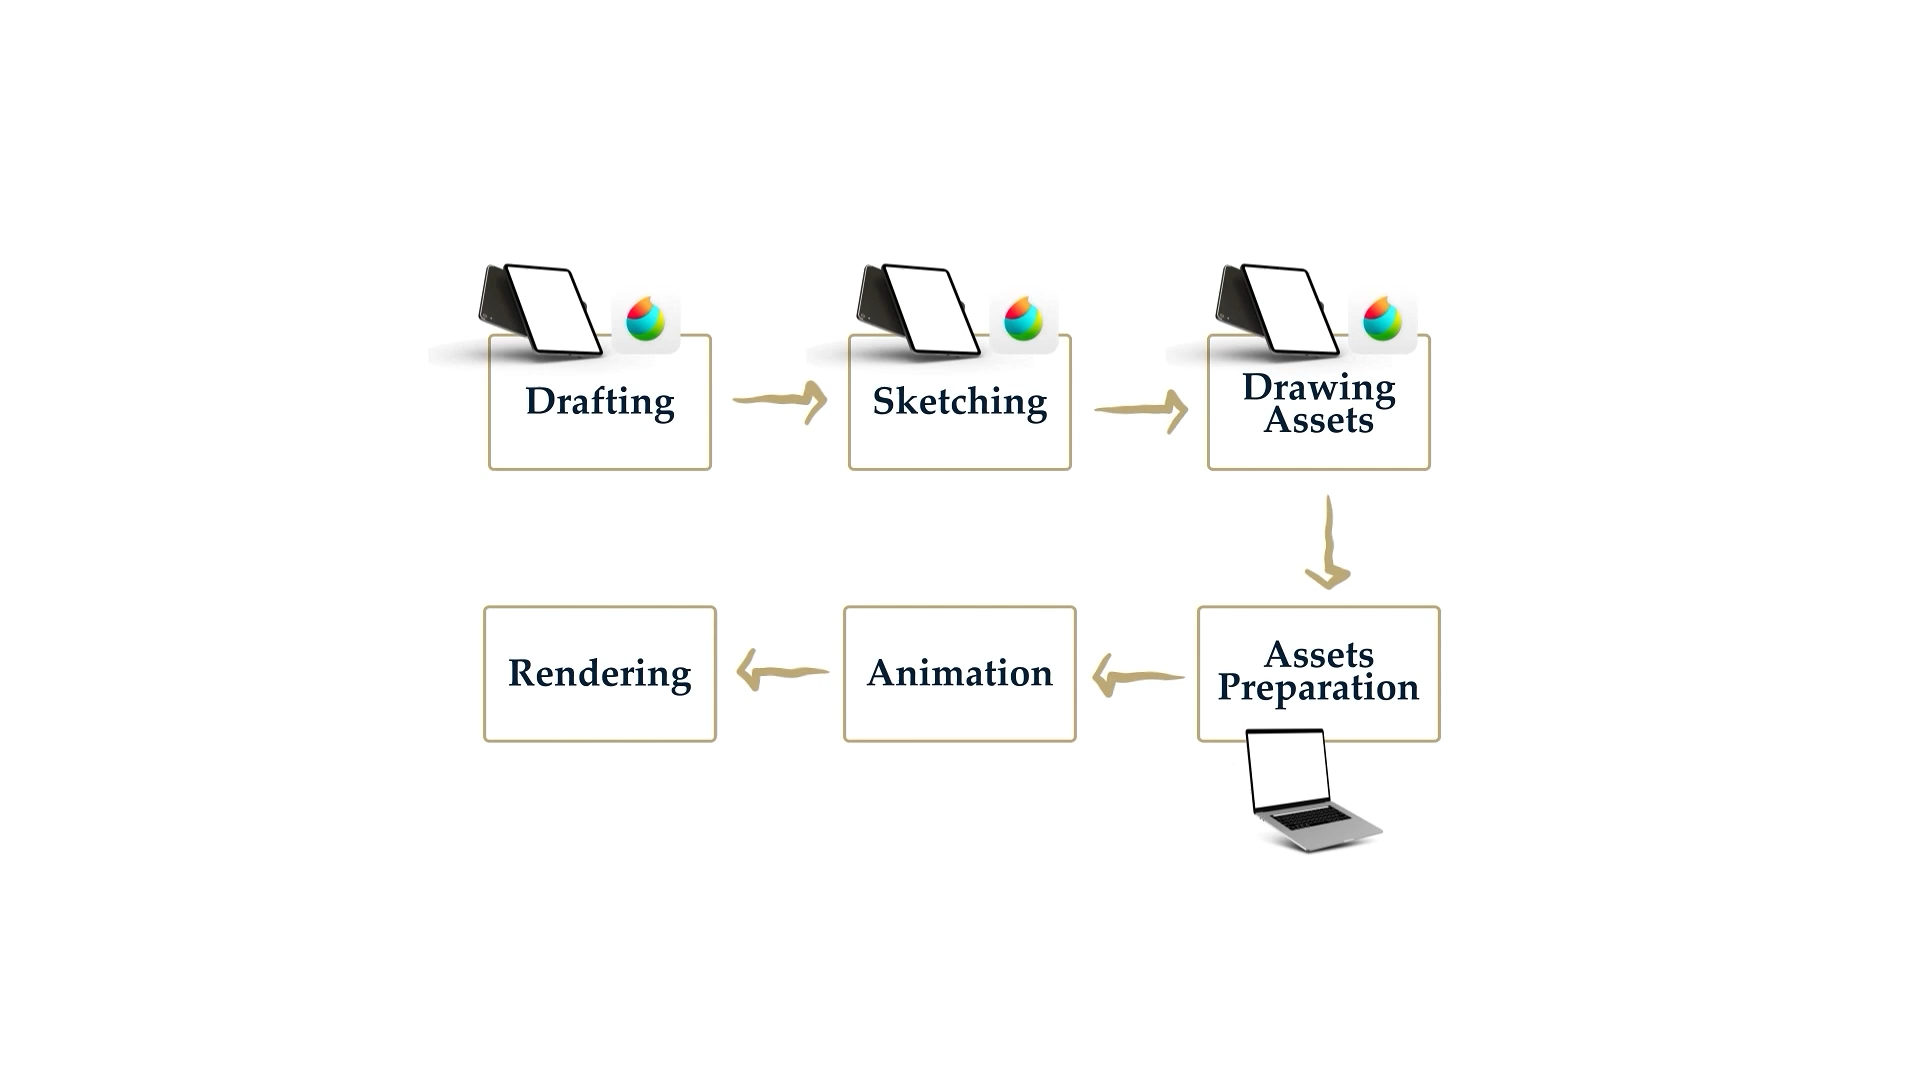 Drafting
Sketching
Drawing
Assets
Rendering
Animation
Assets
Preparation